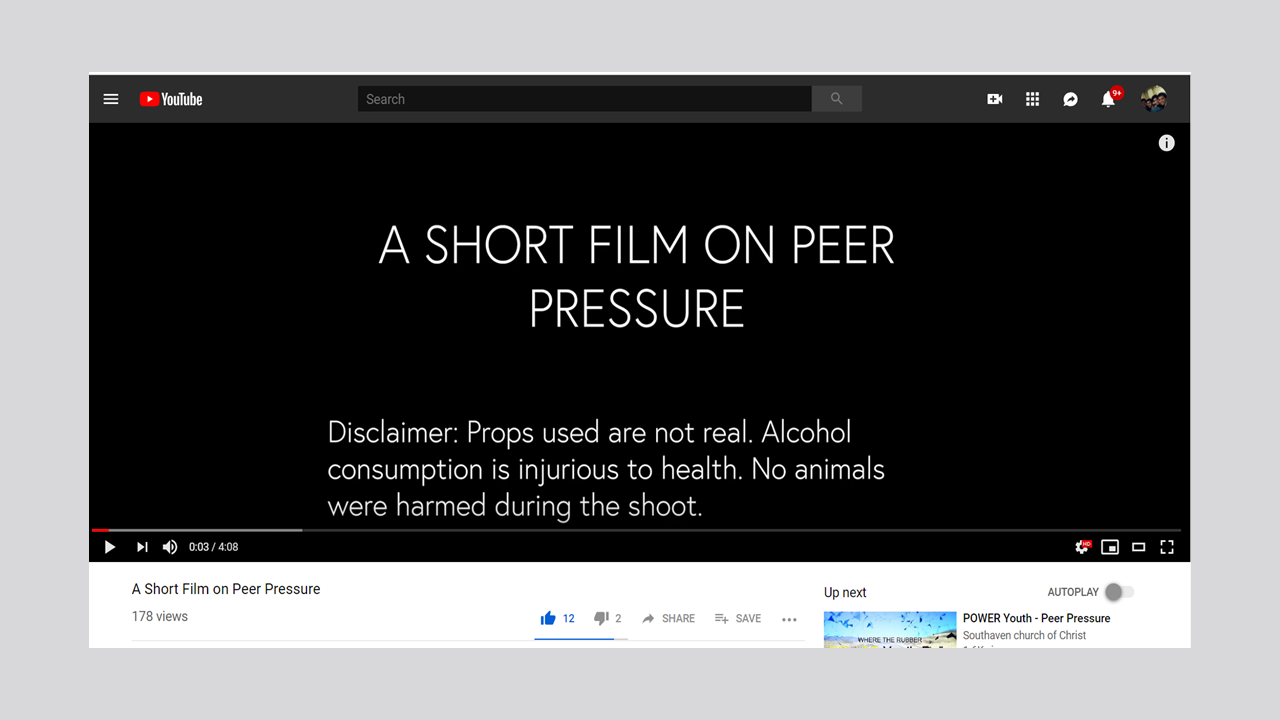 YouTube
Search
9+
A SHORT FILM ON PEER
PRESSURE
Disclaimer: Props used are not real. Alcohol
consumption is injurious to health. No animals
were harmed during the shoot.
0:03 / 4:08
HD
A Short Film on Peer Pressure
178 views
12
2
SHARE
SAVE
Up next
AUTOPLAY
WHERE THE RUBBER
POWER Youth - Peer Pressure
Southaven church of Christ